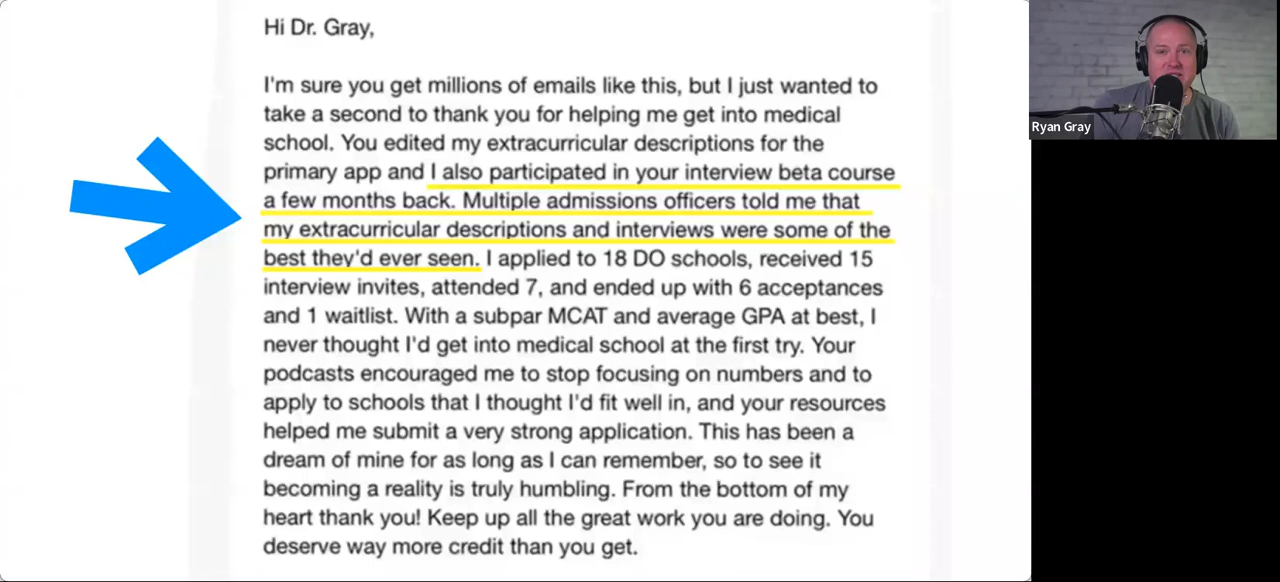 Hi Dr. Gray,
I'm sure you get millions of emails like this, but I just wanted to
take a second to thank you for helping me get into medical
school. You edited my extracurricular descriptions for the
primary app and I also participated in your interview beta course
a few months back. Multiple admissions officers told me that
my extracurricular descriptions and interviews were some of the
best they'd ever seen. I applied to 18 DO schools, received 15
interview invites, attended 7, and ended up with 6 acceptances
and 1 waitlist. With a subpar MCAT and average GPA at best, I
never thought I'd get into medical school at the first try. Your
podcasts encouraged me to stop focusing on numbers and to
apply to schools that I thought I'd fit well in, and your resources
helped me submit a very strong application. This has been a
dream of mine for as long as I can remember, so to see it
becoming a reality is truly humbling. From the bottom of my
heart thank you! Keep up all the great work you are doing. You
deserve way more credit than you get.
Ryan Gray